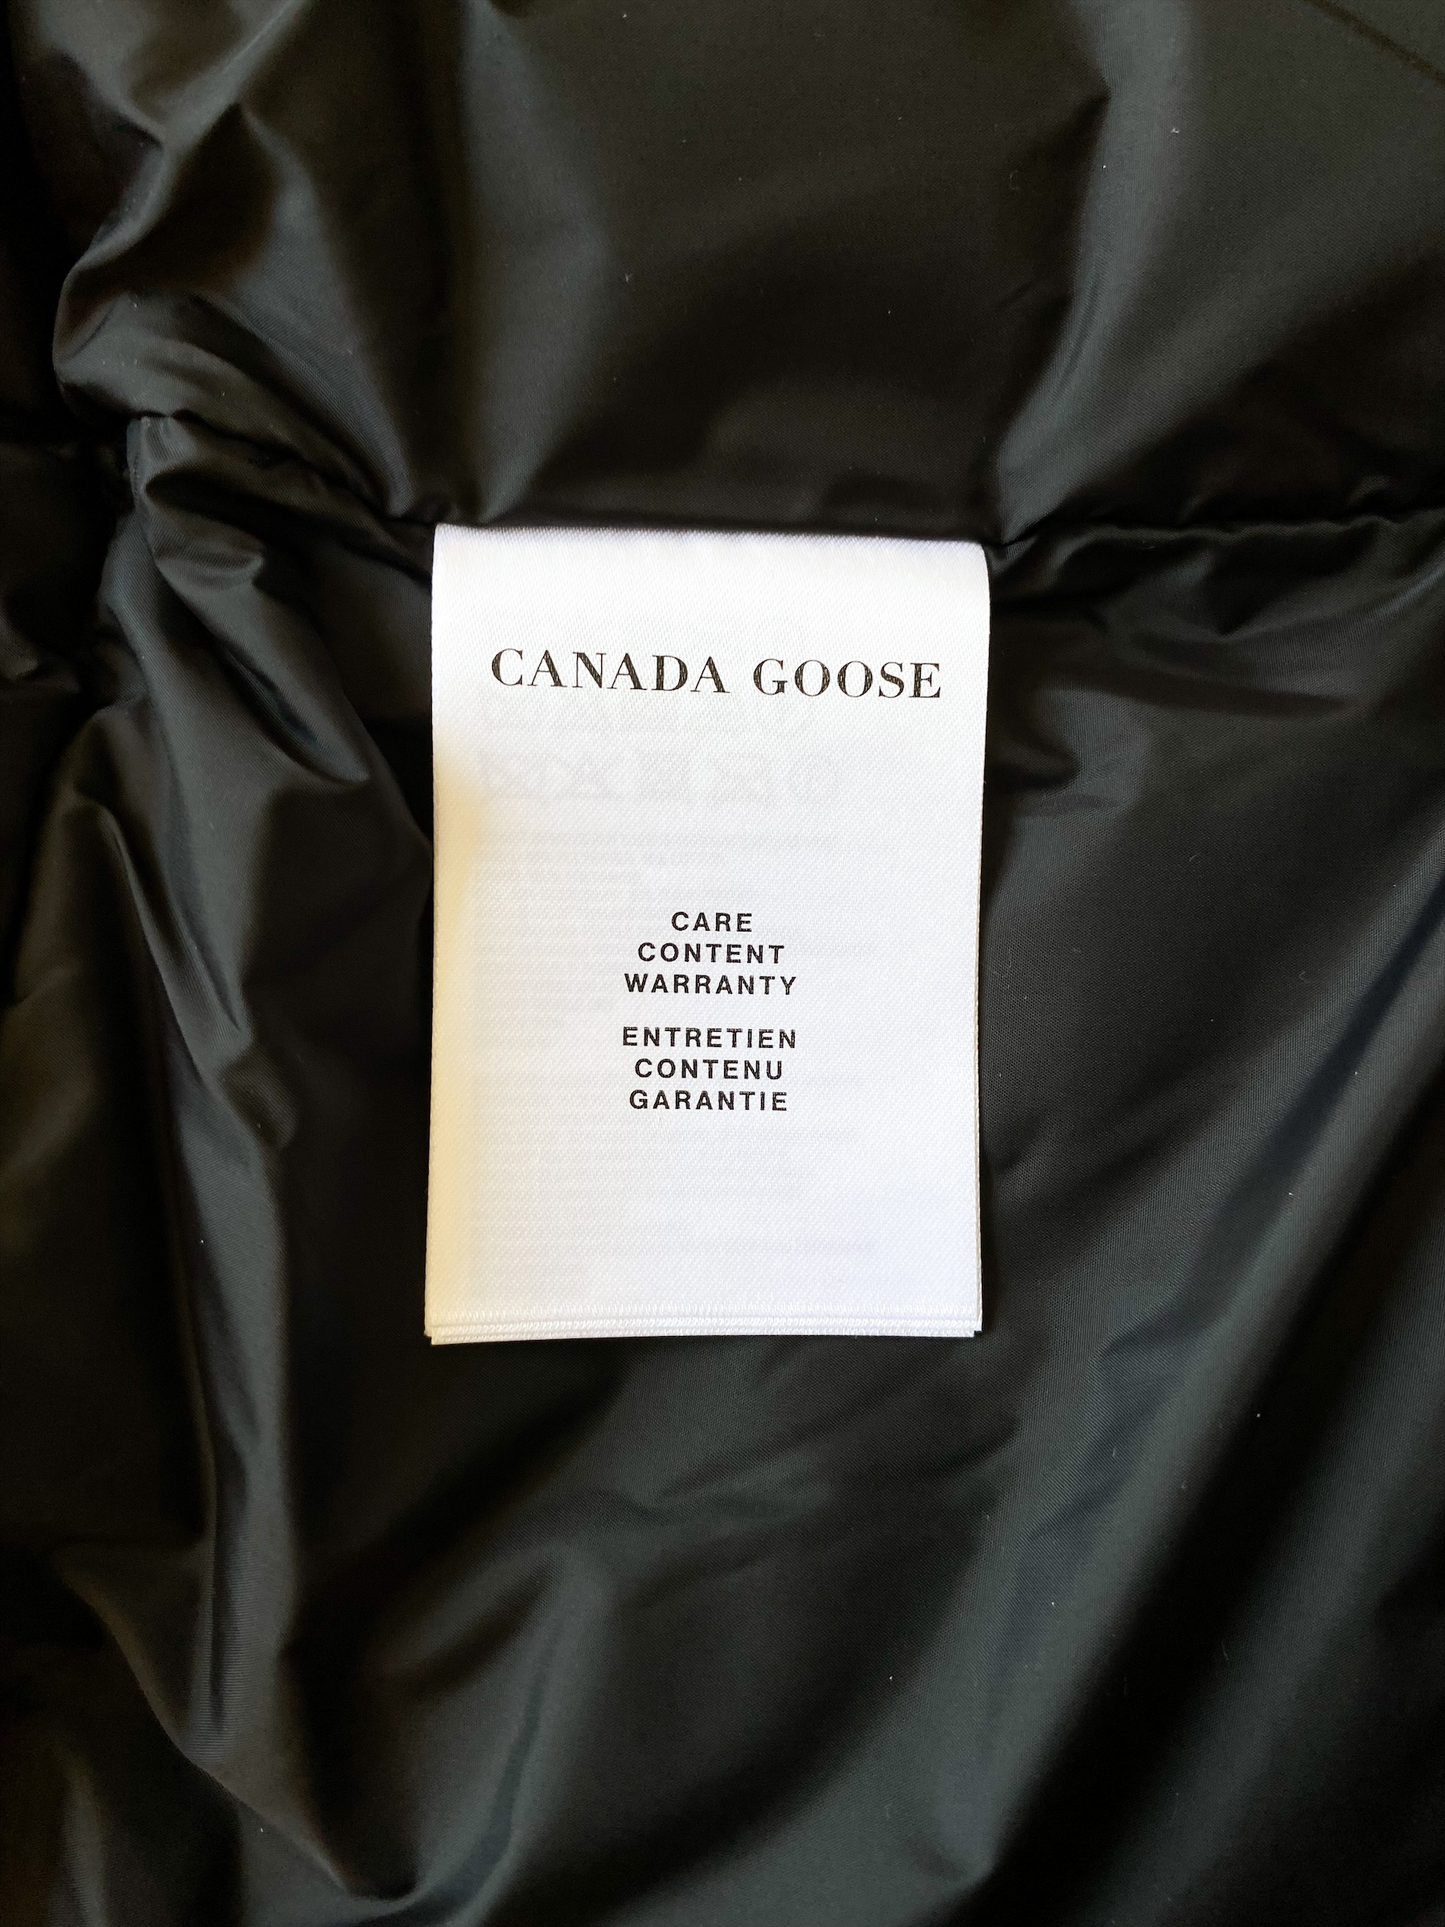 CANADA GOOSE
CARE
CONTENT
WARRANTY
ENTRETIEN
CONTENU
GARANTIE